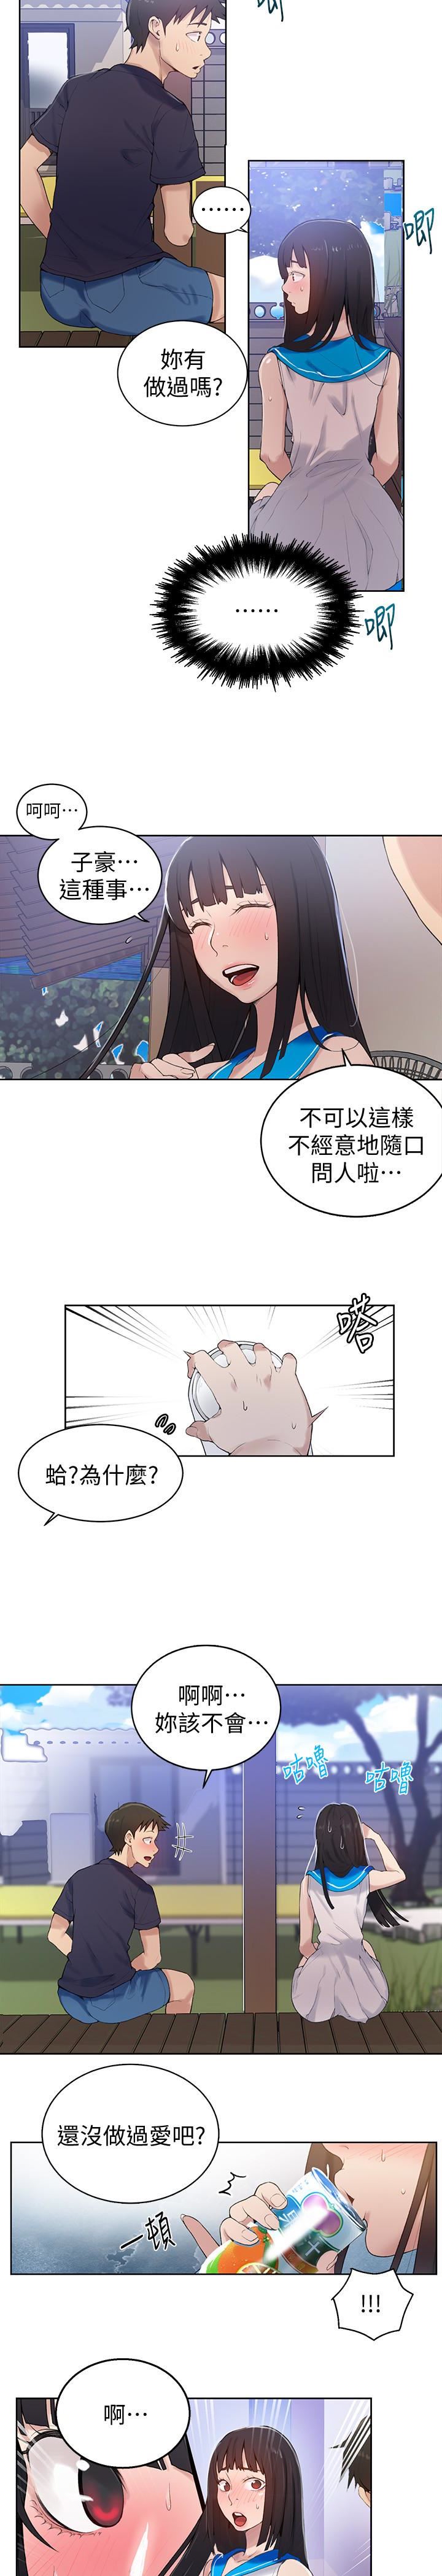 唧
……
唧
妳有
做過嗎?
……
唧
呵呵…
子豪…
這種事…
不可以這樣
不經意地隨口
問人啦…
嗒
蛤?為什麼?
啊啊…
妳該不會…
咕嚕
咕嚕
還沒做過愛吧?
一頓
!!!
啊…